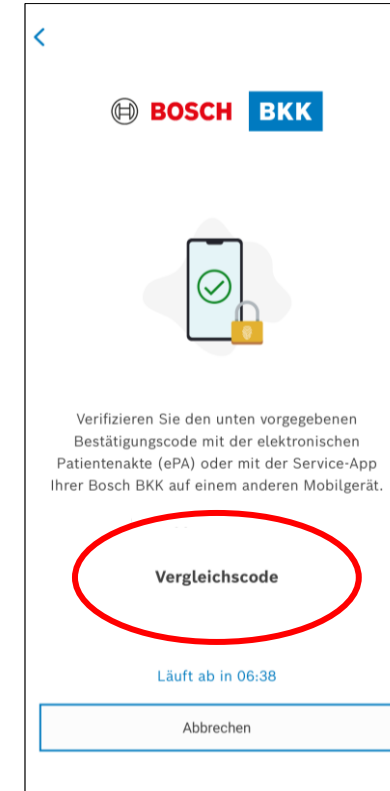 BOSCH BKK
Verifizieren Sie den unten vorgegebenen
Bestätigungscode mit der elektronischen
Patientenakte (ePA) oder mit der Service-App
Ihrer Bosch BKK auf einem anderen Mobilgerät.
Vergleichscode
Läuft ab in 06:38
Abbrechen